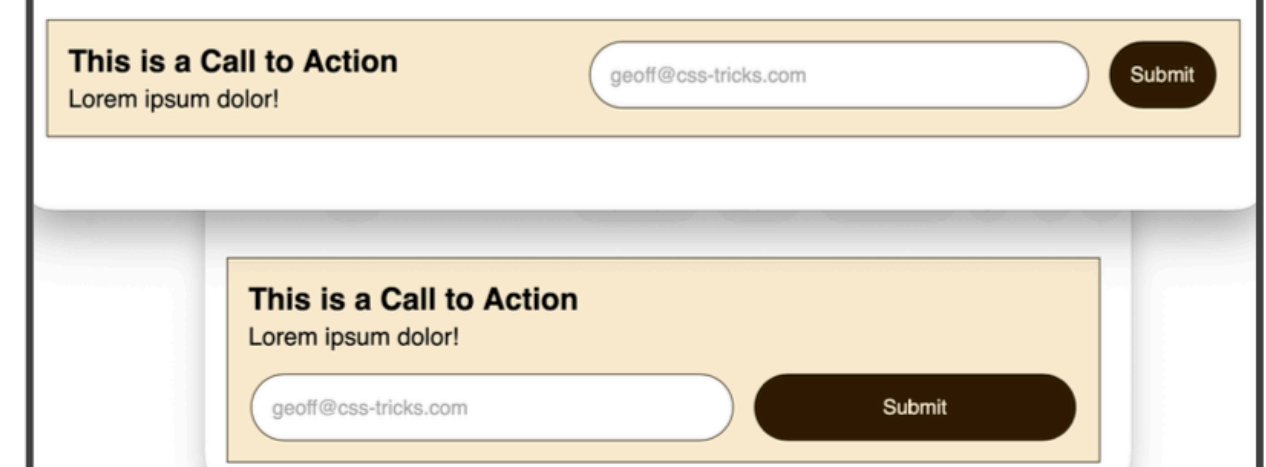 This is a Call to Action
Lorem ipsum dolor!
geoff@css-tricks.com
Submit
This is a Call to Action
Lorem ipsum dolor!
geoff@css-tricks.com
Submit